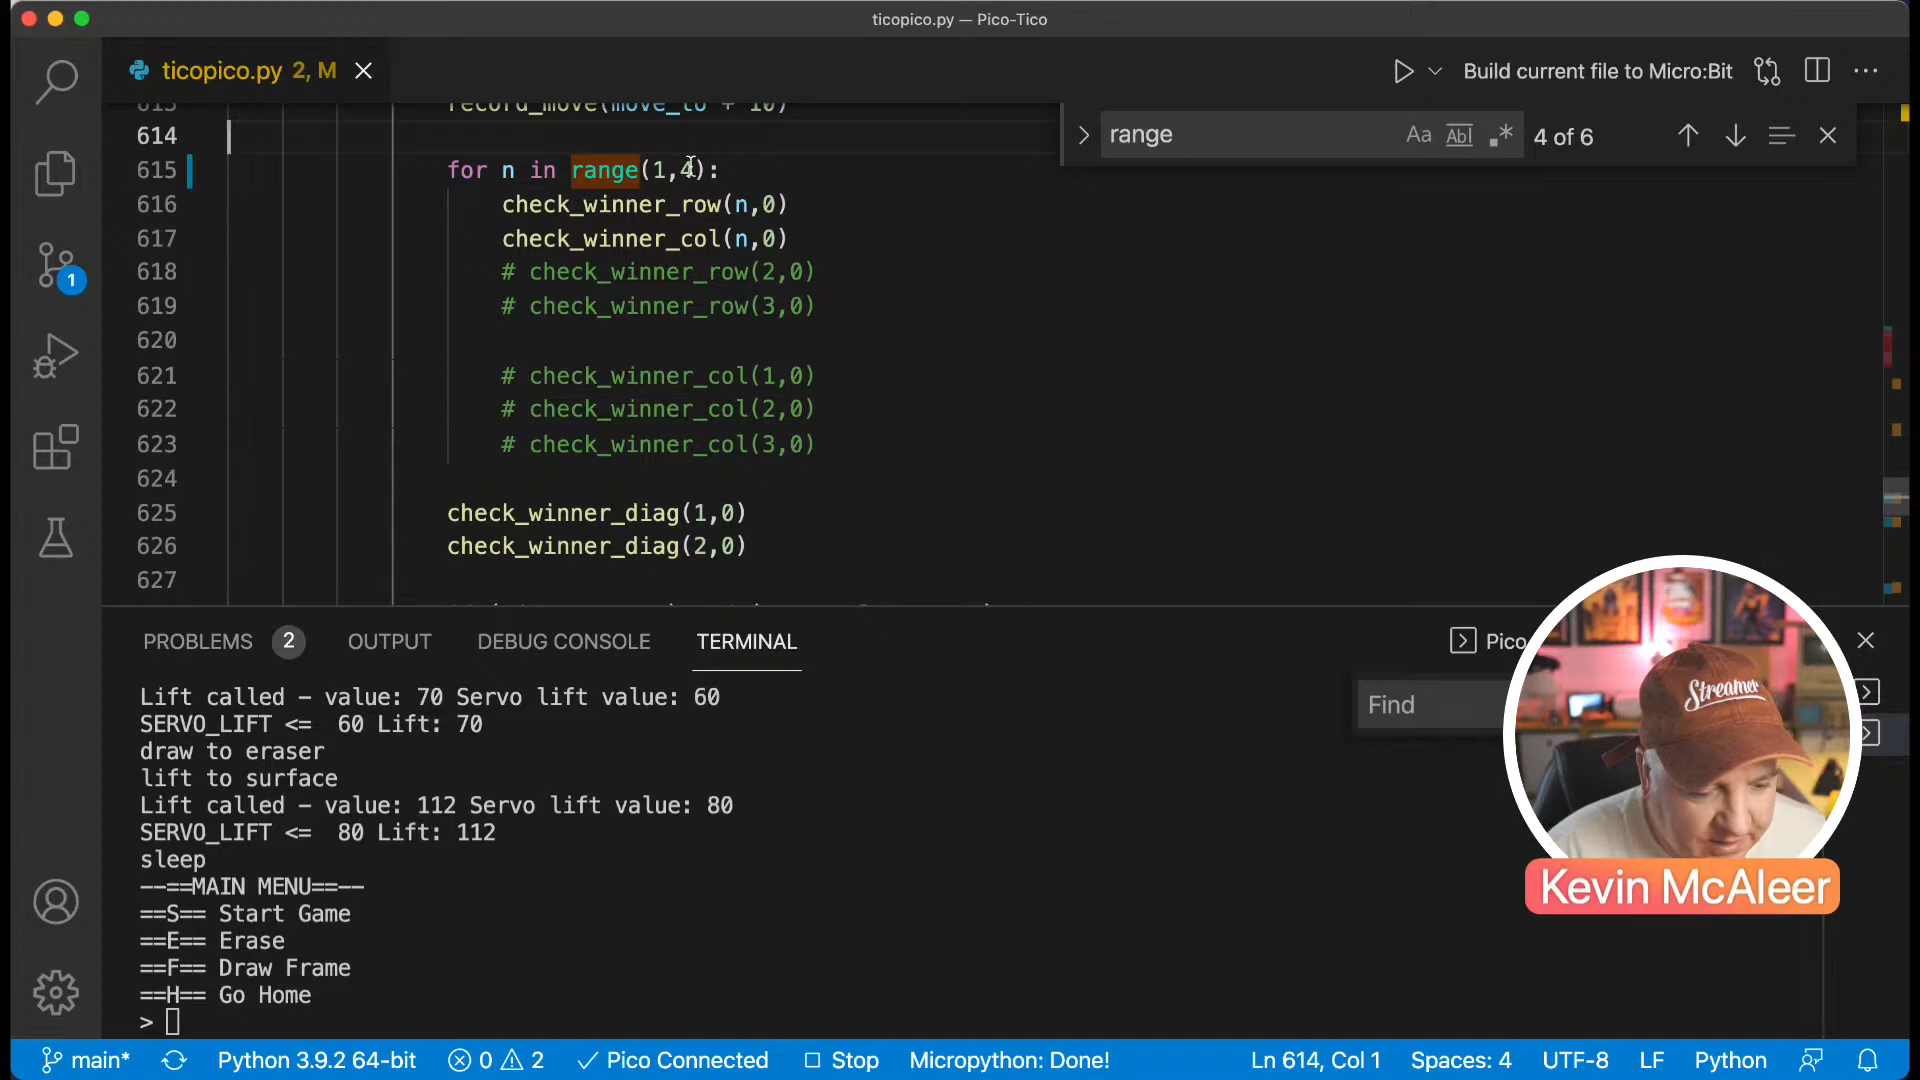 ticopico.py — Pico-Tico
ticopico.py 2, M
Build current file to Micro:Bit
613 record_move(move_to + 10)
range Aa Abl .* 4 of 6
614
615 for n in range(1,4):
616 check_winner_row(n,0)
617 check_winner_col(n,0)
618 # check_winner_row(2,0)
619 # check_winner_row(3,0)
620
621 # check_winner_col(1,0)
622 # check_winner_col(2,0)
623 # check_winner_col(3,0)
624
625 check_winner_diag(1,0)
626 check_winner_diag(2,0)
627
1
PROBLEMS 2 OUTPUT DEBUG CONSOLE TERMINAL
Pico
Find
Lift called – value: 70 Servo lift value: 60
SERVO_LIFT <= 60 Lift: 70
draw to eraser
lift to surface
Lift called – value: 112 Servo lift value: 80
SERVO_LIFT <= 80 Lift: 112
sleep
--==MAIN MENU==--
==S== Start Game
==E== Erase
==F== Draw Frame
==H== Go Home
>
Streamer
Kevin McAleer
main* Python 3.9.2 64-bit 0 2 Pico Connected Stop Micropython: Done! Ln 614, Col 1 Spaces: 4 UTF-8 LF Python